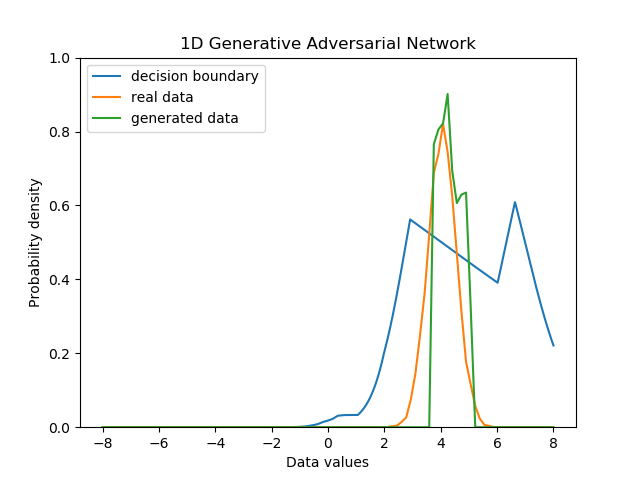 1D Generative Adversarial Network
decision boundary
real data
generated data
Probability density
1.0
0.8
0.6
0.4
0.2
0.0
−8 −6 −4 −2 0 2 4 6 8
Data values